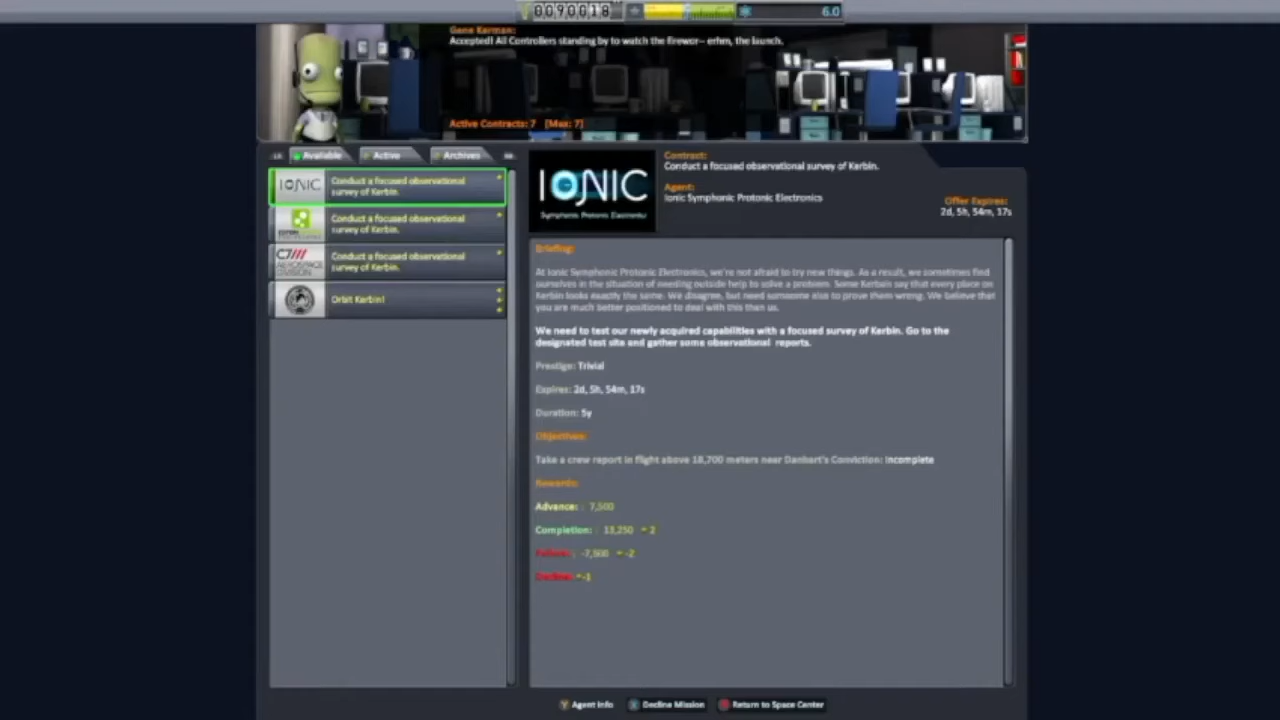 0090018
6.0
Gene Kerman:
Accepted! All Controllers standing by to watch the firewor-- erhm, the launch.
Active Contracts: 7 [Max: 7]
Available Active Archives
IONIC
Symphonic Protonic Electronics
Contract:
Conduct a focused observational survey of Kerbin.
Agent:
Ionic Symphonic Protonic Electronics
Offer Expires:
2d, 5h, 54m, 17s
IONIC
Conduct a focused observational
survey of Kerbin.
Conduct a focused observational
survey of Kerbin.
C7///
AEROSPACE
DIVISION
Conduct a focused observational
survey of Kerbin.
Orbit Kerbin!
Briefing:
At Ionic Symphonic Protonic Electronics, we're not afraid to try new things. As a result, we sometimes find
ourselves in the situation of needing outside help to solve a problem. Some Kerbals say that every place on
Kerbin looks exactly the same. We disagree, but need someone else to prove them wrong. We believe that
you are much better positioned to deal with this than us.
We need to test our newly acquired capabilities with a focused survey of Kerbin. Go to the
designated test site and gather some observational reports.
Prestige: Trivial
Expires: 2d, 5h, 54m, 17s
Duration: 5y
Objectives:
Take a crew report in flight above 18,700 meters near Danbart's Conviction: Incomplete
Rewards:
Advance: 7,500
Completion: 13,250 2
Failure: -7,500 -2
Decline: -1
Y Agent info X Decline Mission Return to Space Center